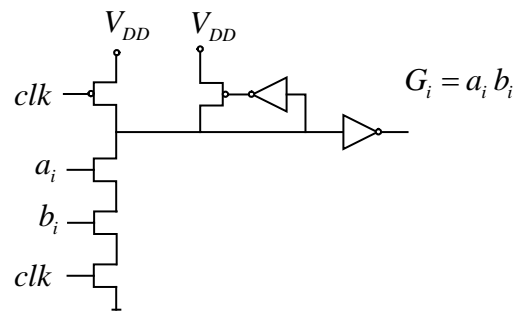 V_DD V_DD
clk
G_i = a_i b_i
a_i
b_i
clk